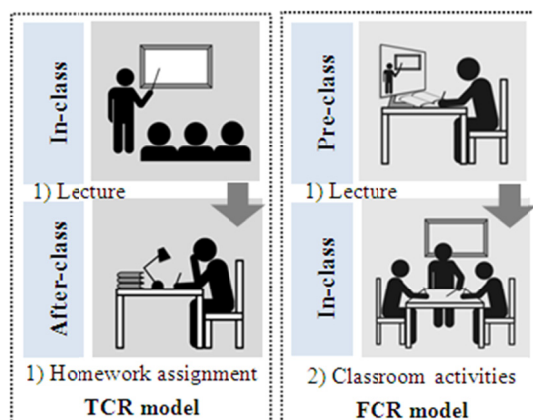 In-class
1) Lecture
After-class
1) Homework assignment
TCR model
Pre-class
1) Lecture
In-class
2) Classroom activities
FCR model